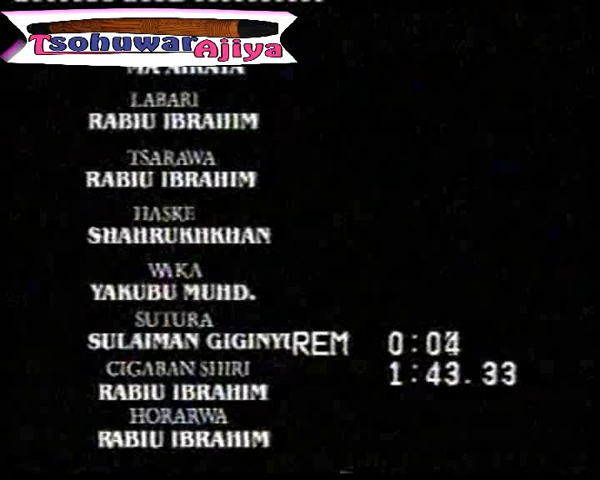 Tsohuwar Ajiya
LABARI
RABIU IBRAHIM
TSARAWA
RABIU IBRAHIM
HASKE
SHAHRUKHKHAN
WAKA
YAKUBU MUHD.
SUTURA
SULAIMAN GIGINYU
REM 0:04
CIGABAN SHIRI
1:43.33
RABIU IBRAHIM
HORARWA
RABIU IBRAHIM